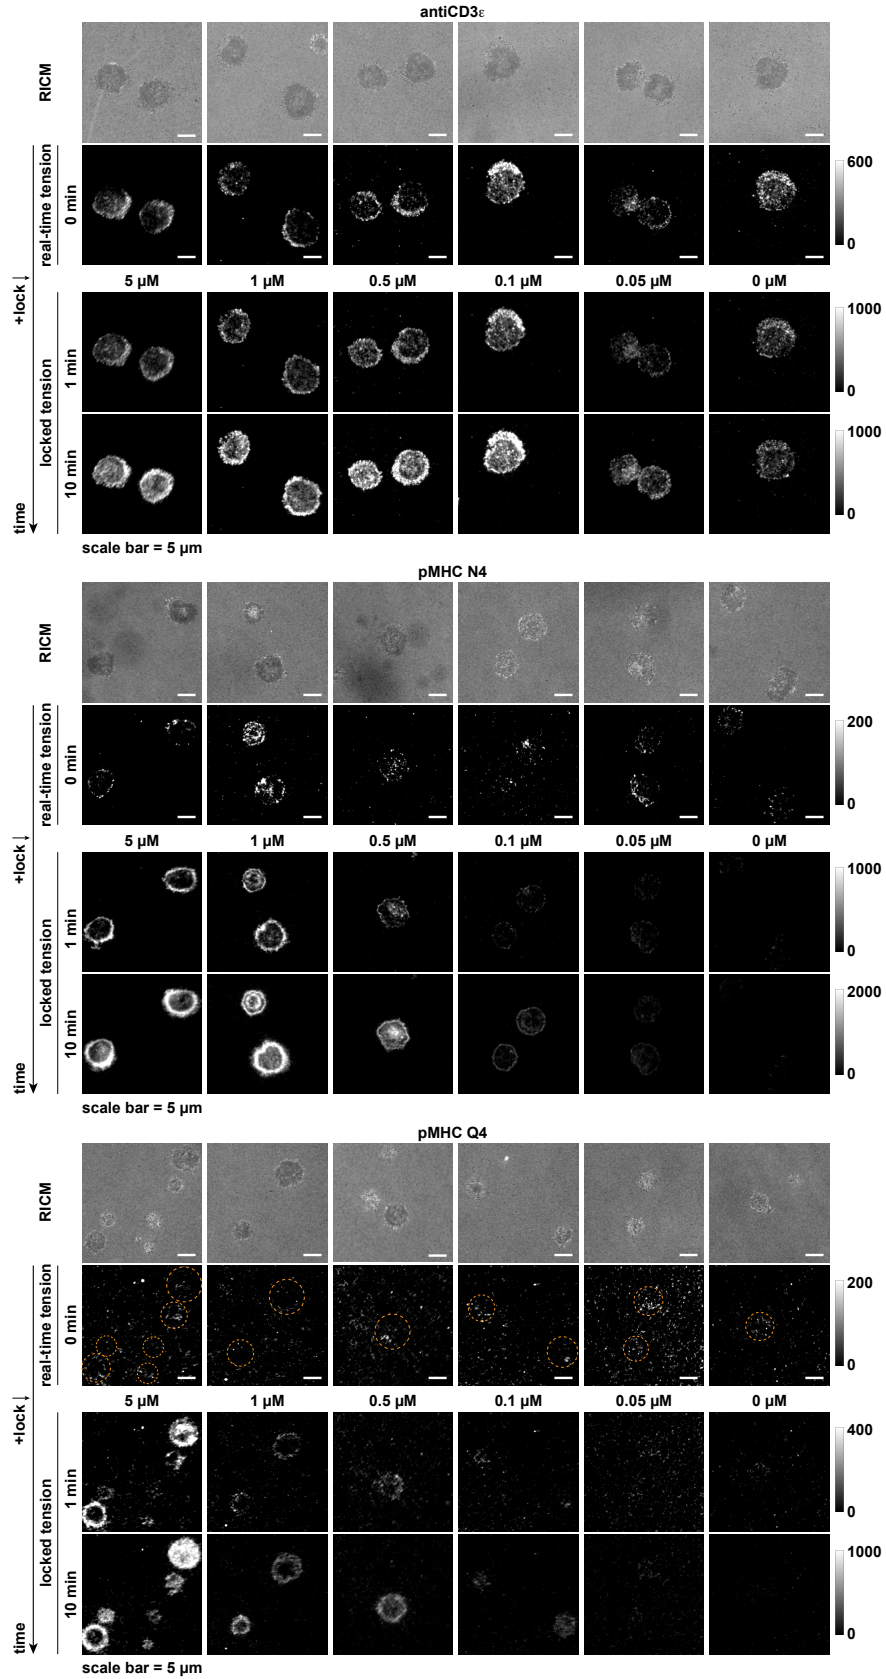 antiCD3ε
RICM
real-time tension
0 min
600
0
+lock
5 µM 1 µM 0.5 µM 0.1 µM 0.05 µM 0 µM
locked tension
1 min
1000
0
10 min
1000
0
time
scale bar = 5 µm
pMHC N4
RICM
real-time tension
0 min
200
0
+lock
5 µM 1 µM 0.5 µM 0.1 µM 0.05 µM 0 µM
locked tension
1 min
1000
0
10 min
2000
0
time
scale bar = 5 µm
pMHC Q4
RICM
real-time tension
0 min
200
0
+lock
5 µM 1 µM 0.5 µM 0.1 µM 0.05 µM 0 µM
locked tension
1 min
400
0
10 min
1000
0
time
scale bar = 5 µm